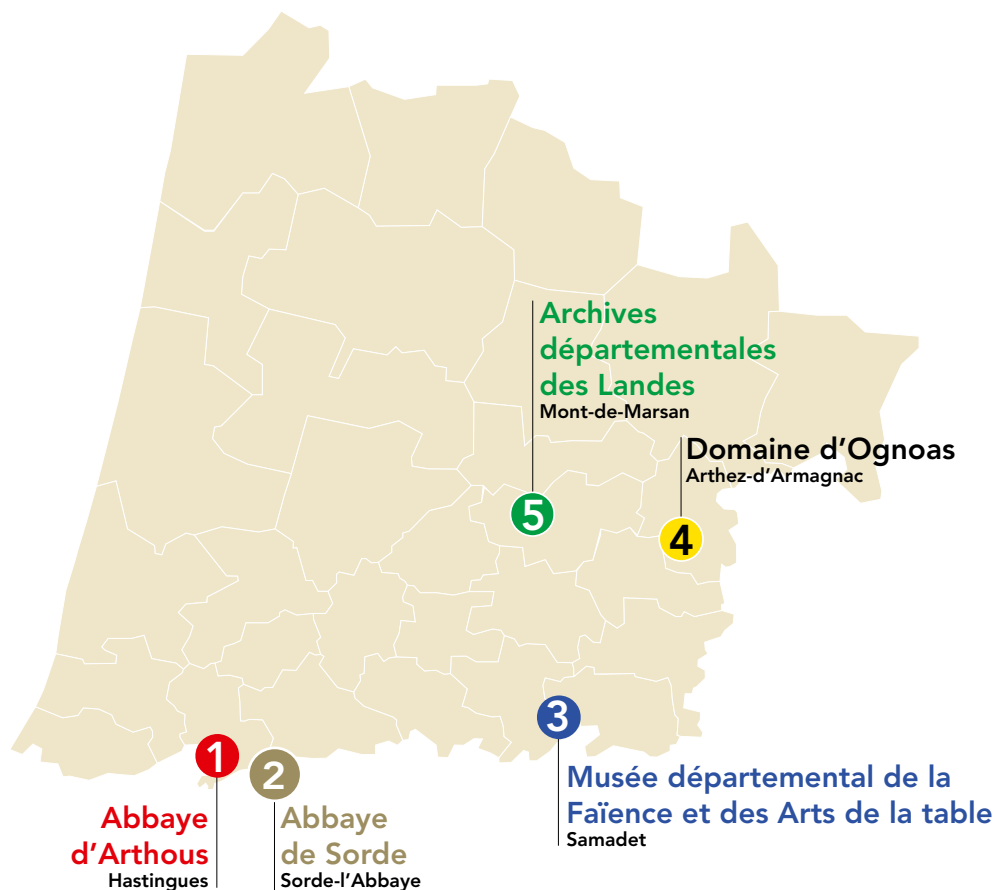 Archives
départementales
des Landes
Mont-de-Marsan
5
Domaine d'Ognoas
Arthez-d'Armagnac
4
3
Musée départemental de la
Faïence et des Arts de la table
Samadet
1
Abbaye
d'Arthous
Hastingues
2
Abbaye
de Sorde
Sorde-l'Abbaye